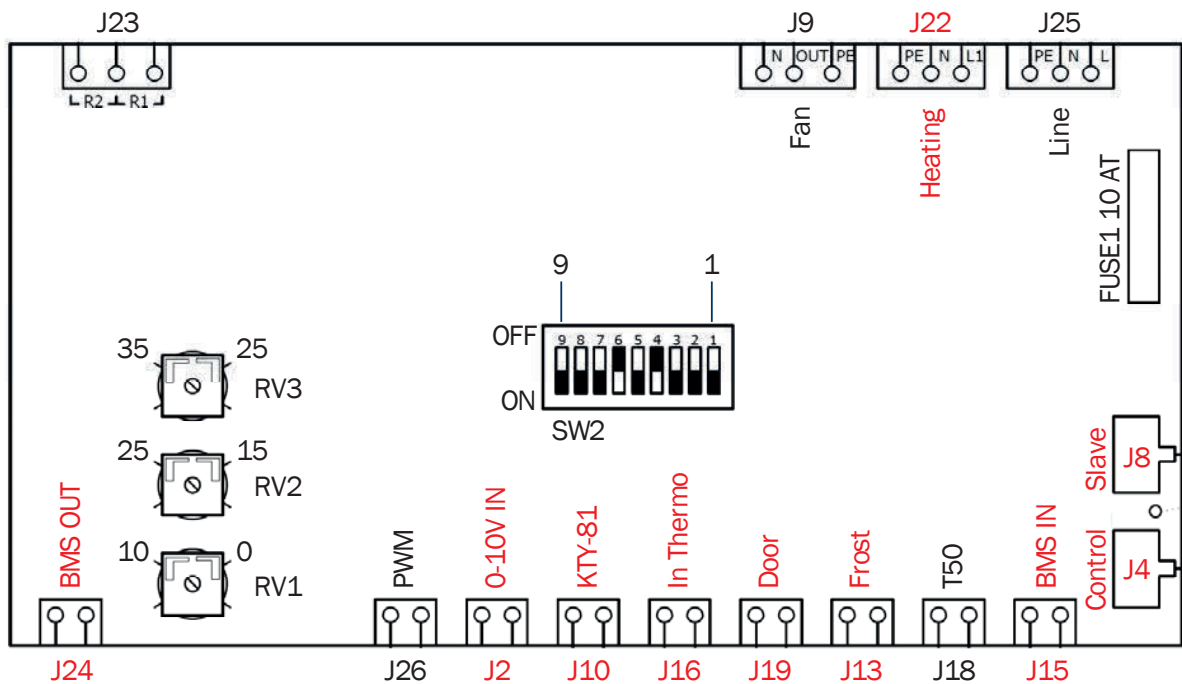 J23 J9 J22 J25
N OUT PE PE N L1 PE N L
R2 R1
Fan Heating Line
FUSE1 10 AT
9 1
OFF 9 8 7 6 5 4 3 2 1
ON
SW2
35 25
RV3
25 15
RV2
10 0
RV1
Slave J8
Control J4
BMS OUT PWM 0-10V IN KTY-81 In Thermo Door Frost T50 BMS IN
J24 J26 J2 J10 J16 J19 J13 J18 J15